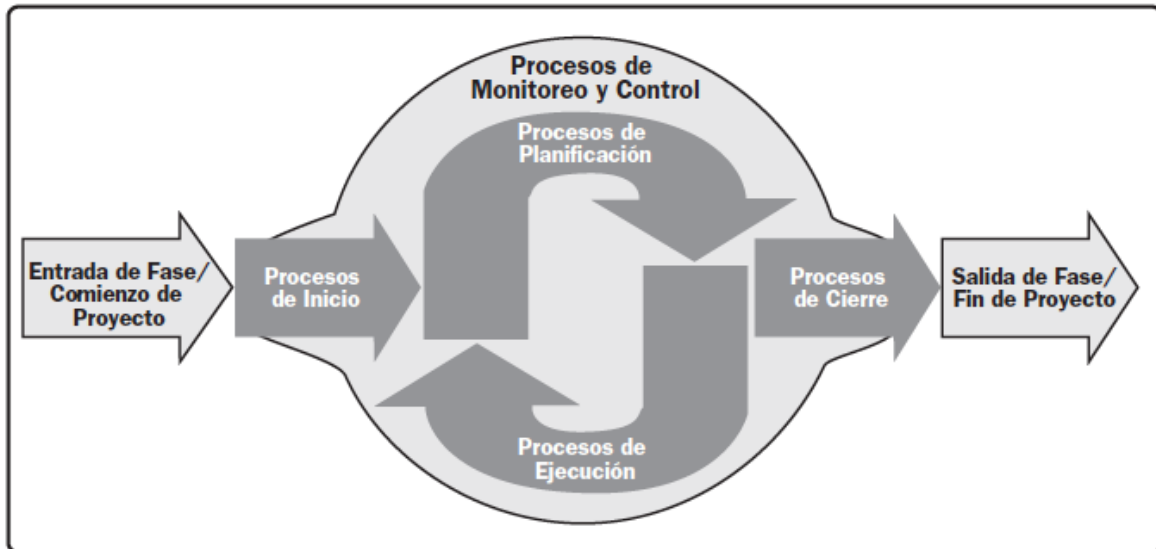 Procesos de
Monitoreo y Control
Procesos de
Planificación
Entrada de Fase/
Comienzo de
Proyecto
Procesos
de Inicio
Procesos
de Cierre
Salida de Fase/
Fin de Proyecto
Procesos de
Ejecución